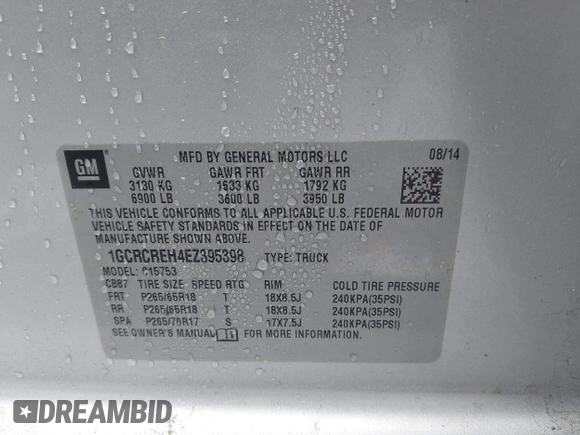 GM
MFD BY GENERAL MOTORS LLC 08/14
GVWR GAWR FRT GAWR RR
3130 KG 1633 KG 1792 KG
6900 LB 3600 LB 3950 LB
THIS VEHICLE CONFORMS TO ALL APPLICABLE U.S. FEDERAL MOTOR
VEHICLE SAFETY STANDARDS IN EFFECT ON THE DATE OF
MANUFACTURE SHOWN ABOVE.
1GCRCREH4EZ395398 TYPE: TRUCK
MODEL: C15753
CB87 TIRE SIZE SPEED RTG RIM COLD TIRE PRESSURE
FRT P265/65R18 T 18X8.5J 240KPA(35PSI)
RR P265/65R18 T 18X8.5J 240KPA(35PSI)
SPA P265/70R17 S 17X7.5J 240KPA(35PSI)
SEE OWNER'S MANUAL FOR MORE INFORMATION.
DREAMBID